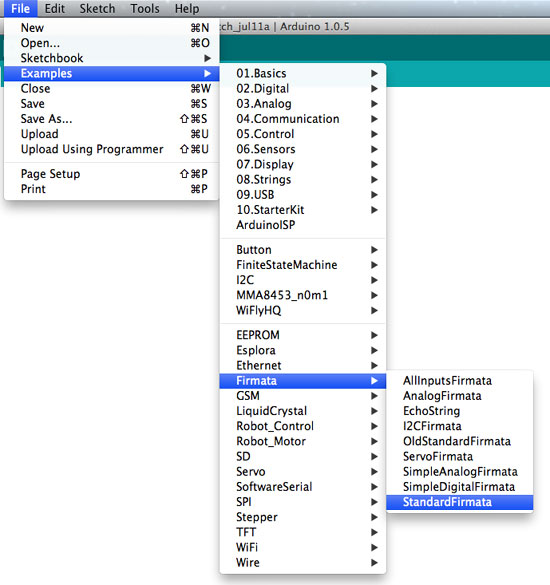 File Edit Sketch Tools Help
tch_jul11a | Arduino 1.0.5
New ⌘N
Open... ⌘O
Sketchbook ▶
Examples ▶
Close ⌘W
Save ⌘S
Save As... ⇧⌘S
Upload ⌘U
Upload Using Programmer ⇧⌘U
Page Setup ⇧⌘P
Print ⌘P
01.Basics ▶
02.Digital ▶
03.Analog ▶
04.Communication ▶
05.Control ▶
06.Sensors ▶
07.Display ▶
08.Strings ▶
09.USB ▶
10.StarterKit ▶
ArduinoISP
Button ▶
FiniteStateMachine ▶
I2C ▶
MMA8453_n0m1 ▶
WiFlyHQ ▶
EEPROM ▶
Esplora ▶
Ethernet ▶
Firmata ▶
GSM ▶
LiquidCrystal ▶
Robot_Control ▶
Robot_Motor ▶
SD ▶
Servo ▶
SoftwareSerial ▶
SPI ▶
Stepper ▶
TFT ▶
WiFi ▶
Wire ▶
AllInputsFirmata
AnalogFirmata
EchoString
I2CFirmata
OldStandardFirmata
ServoFirmata
SimpleAnalogFirmata
SimpleDigitalFirmata
StandardFirmata